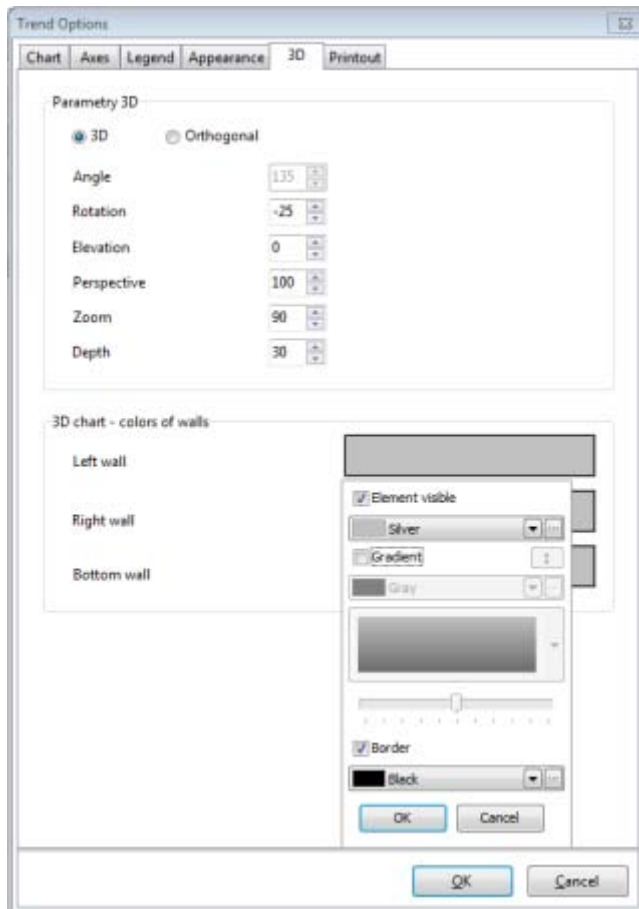 Trend Options
Chart Axes Legend Appearance 3D Printout
Parametry 3D
3D Orthogonal
Angle 135
Rotation -25
Elevation 0
Perspective 100
Zoom 90
Depth 30
3D chart - colors of walls
Left wall
Element visible
Right wall
Silver
Gradient
Bottom wall
Gray
Border
Black
OK Cancel
OK Cancel